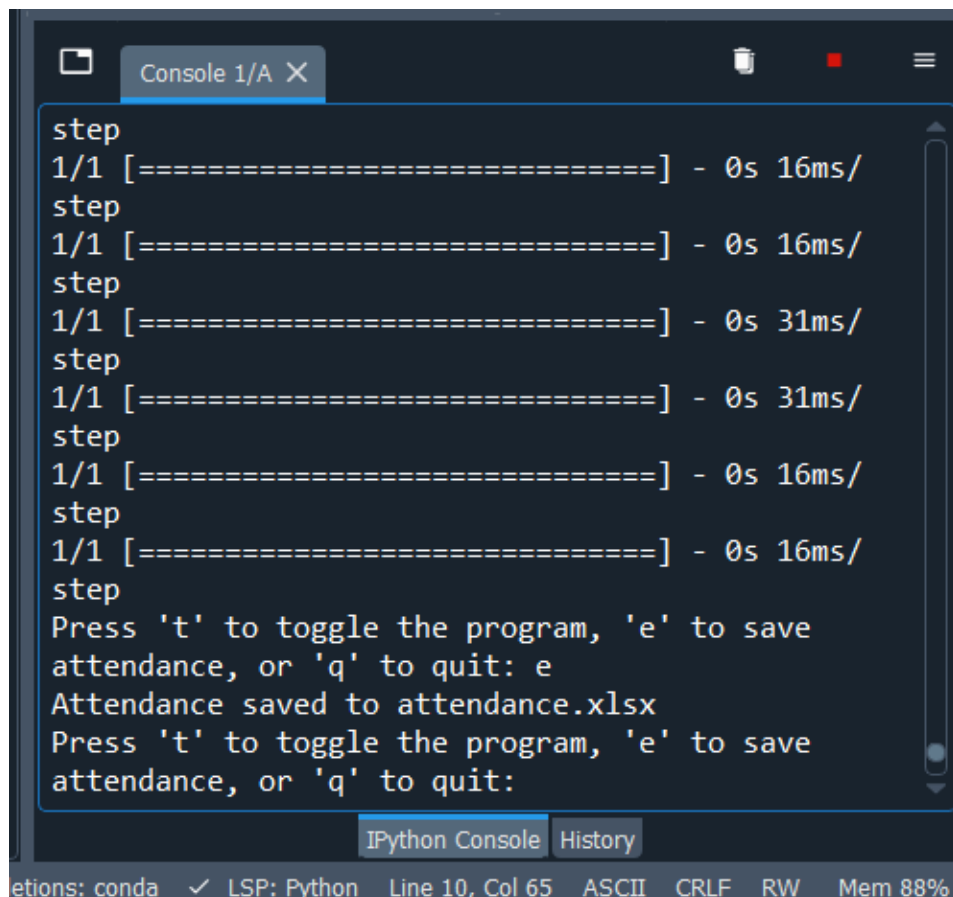 Console 1/A
step
1/1 [==============================] - 0s 16ms/
step
1/1 [==============================] - 0s 16ms/
step
1/1 [==============================] - 0s 31ms/
step
1/1 [==============================] - 0s 31ms/
step
1/1 [==============================] - 0s 16ms/
step
1/1 [==============================] - 0s 16ms/
step
Press 't' to toggle the program, 'e' to save
attendance, or 'q' to quit: e
Attendance saved to attendance.xlsx
Press 't' to toggle the program, 'e' to save
attendance, or 'q' to quit:
IPython Console History
etions: conda ✓ LSP: Python Line 10, Col 65 ASCII CRLF RW Mem 88%